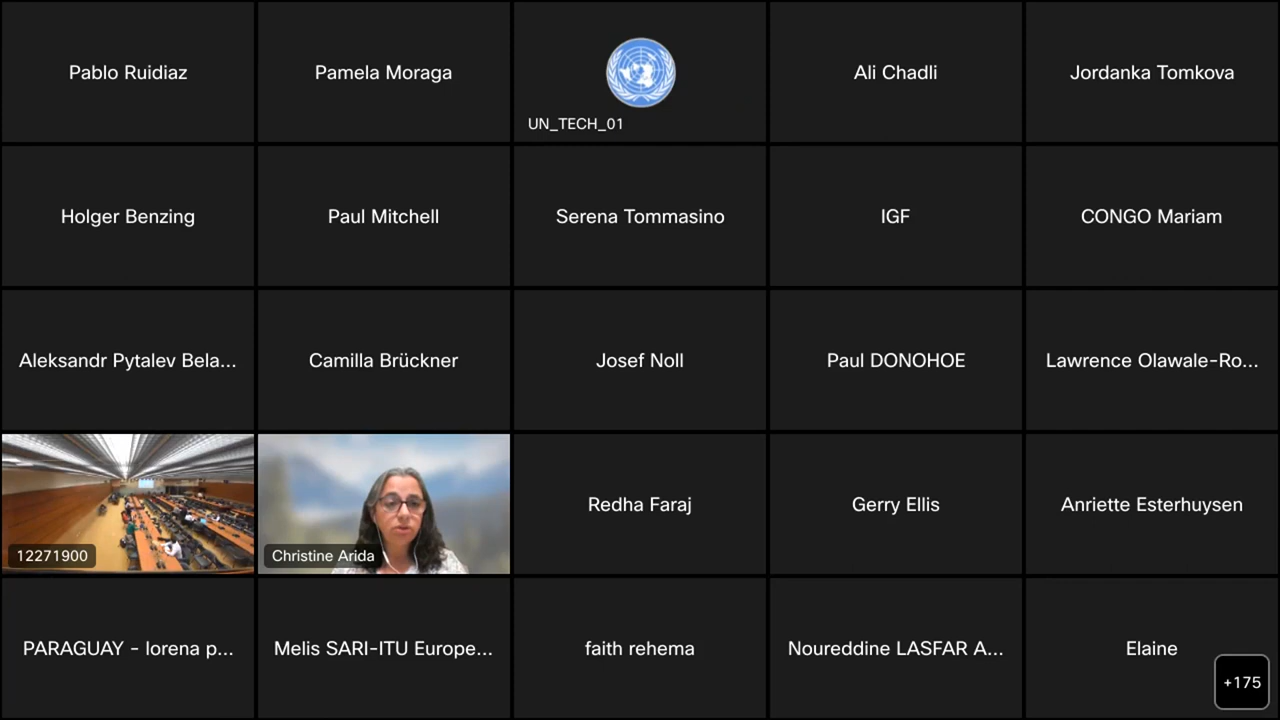 Pablo Ruidiaz
Pamela Moraga
UN_TECH_01
Ali Chadli
Jordanka Tomkova
Holger Benzing
Paul Mitchell
Serena Tommasino
IGF
CONGO Mariam
Aleksandr Pytalev Bela...
Camilla Brückner
Josef Noll
Paul DONOHOE
Lawrence Olawale-Ro...
12271900
Christine Arida
Redha Faraj
Gerry Ellis
Anriette Esterhuysen
PARAGUAY - lorena p...
Melis SARI-ITU Europe...
faith rehema
Noureddine LASFAR A...
Elaine
+175